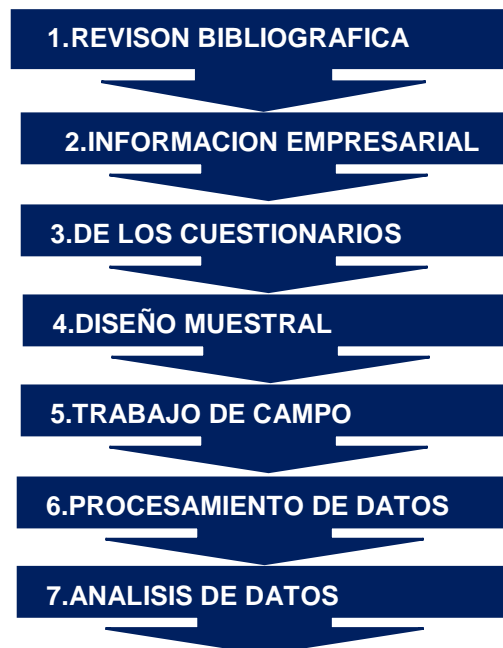 1.REVISON BIBLIOGRAFICA
2.INFORMACION EMPRESARIAL
3.DE LOS CUESTIONARIOS
4.DISEÑO MUESTRAL
5.TRABAJO DE CAMPO
6.PROCESAMIENTO DE DATOS
7.ANALISIS DE DATOS